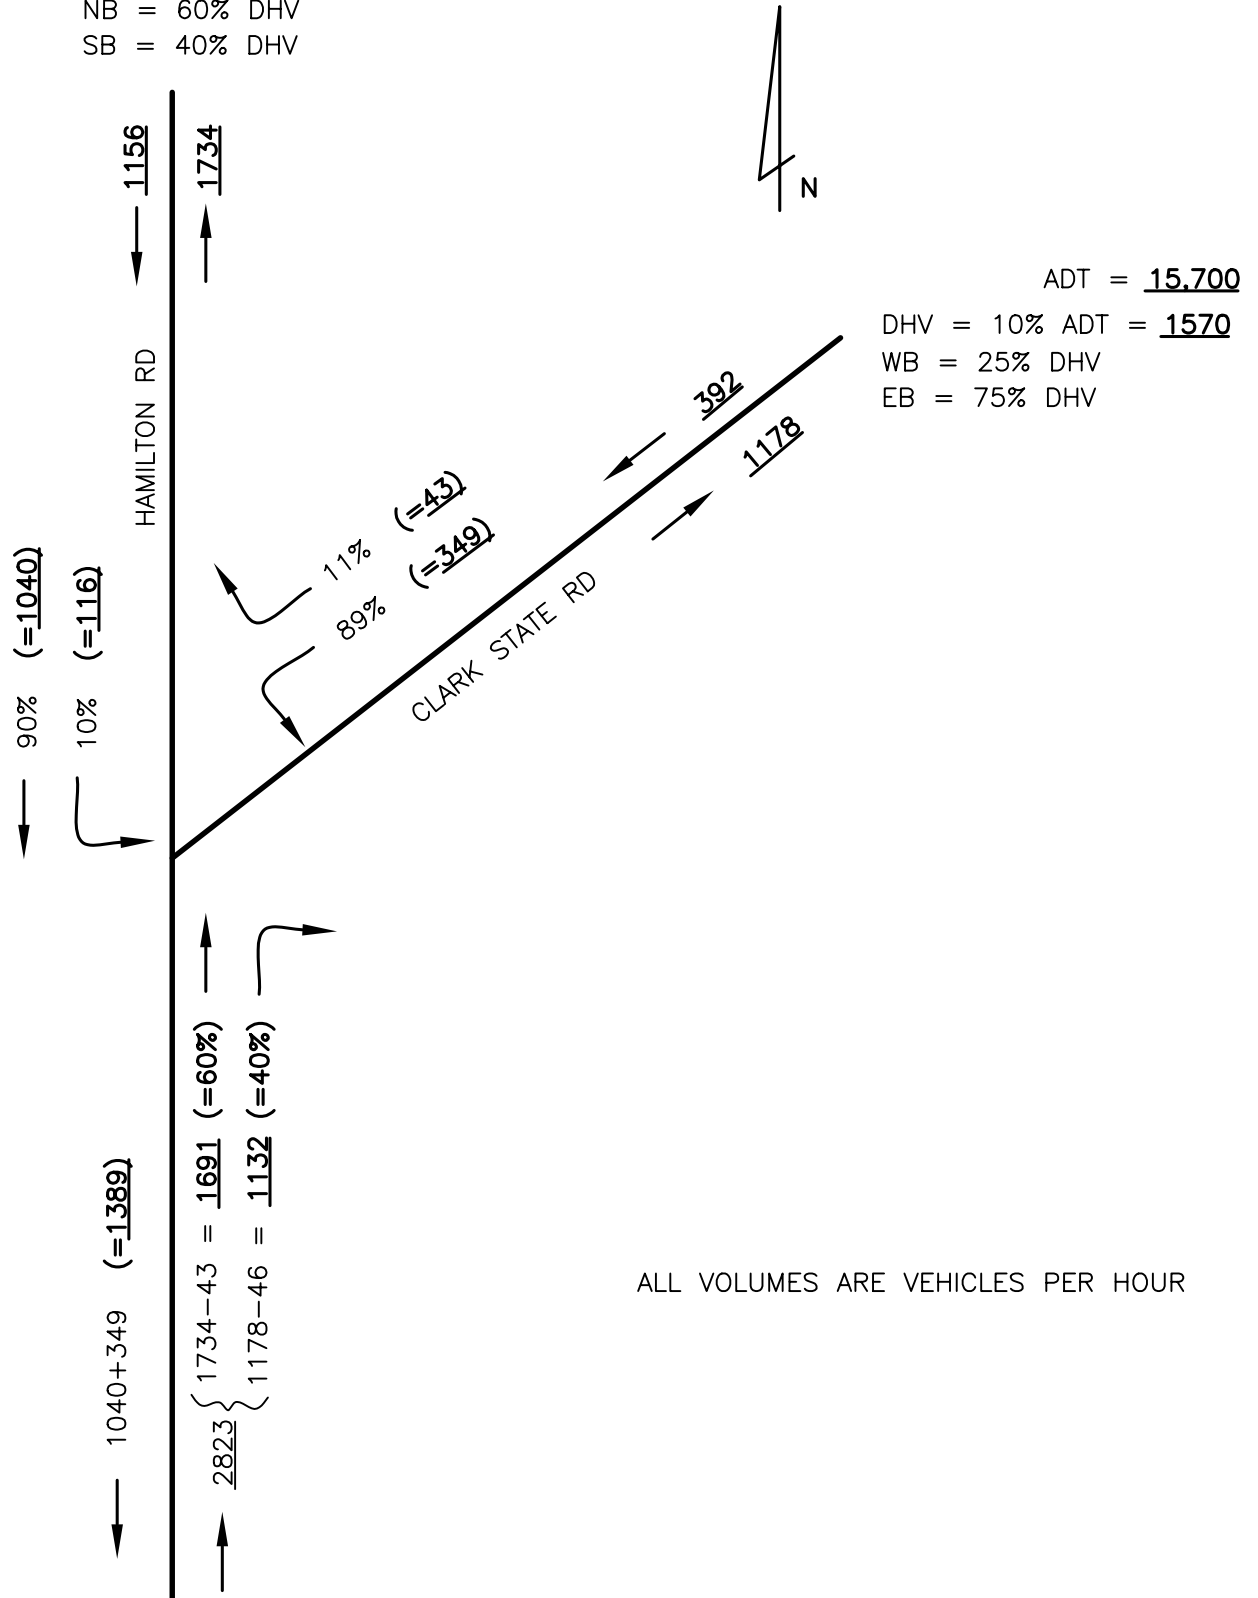 NB = 60% DHV
SB = 40% DHV
1156
1734
N
HAMILTON RD
ADT = 15,700
DHV = 10% ADT = 1570
WB = 25% DHV
EB = 75% DHV
392
1178
11% (=43)
89% (=349)
CLARK STATE RD
90% (=1040)
10% (=116)
1734-43 = 1691 (=60%)
1178-46 = 1132 (=40%)
2823
1040+349 (=1389)
ALL VOLUMES ARE VEHICLES PER HOUR